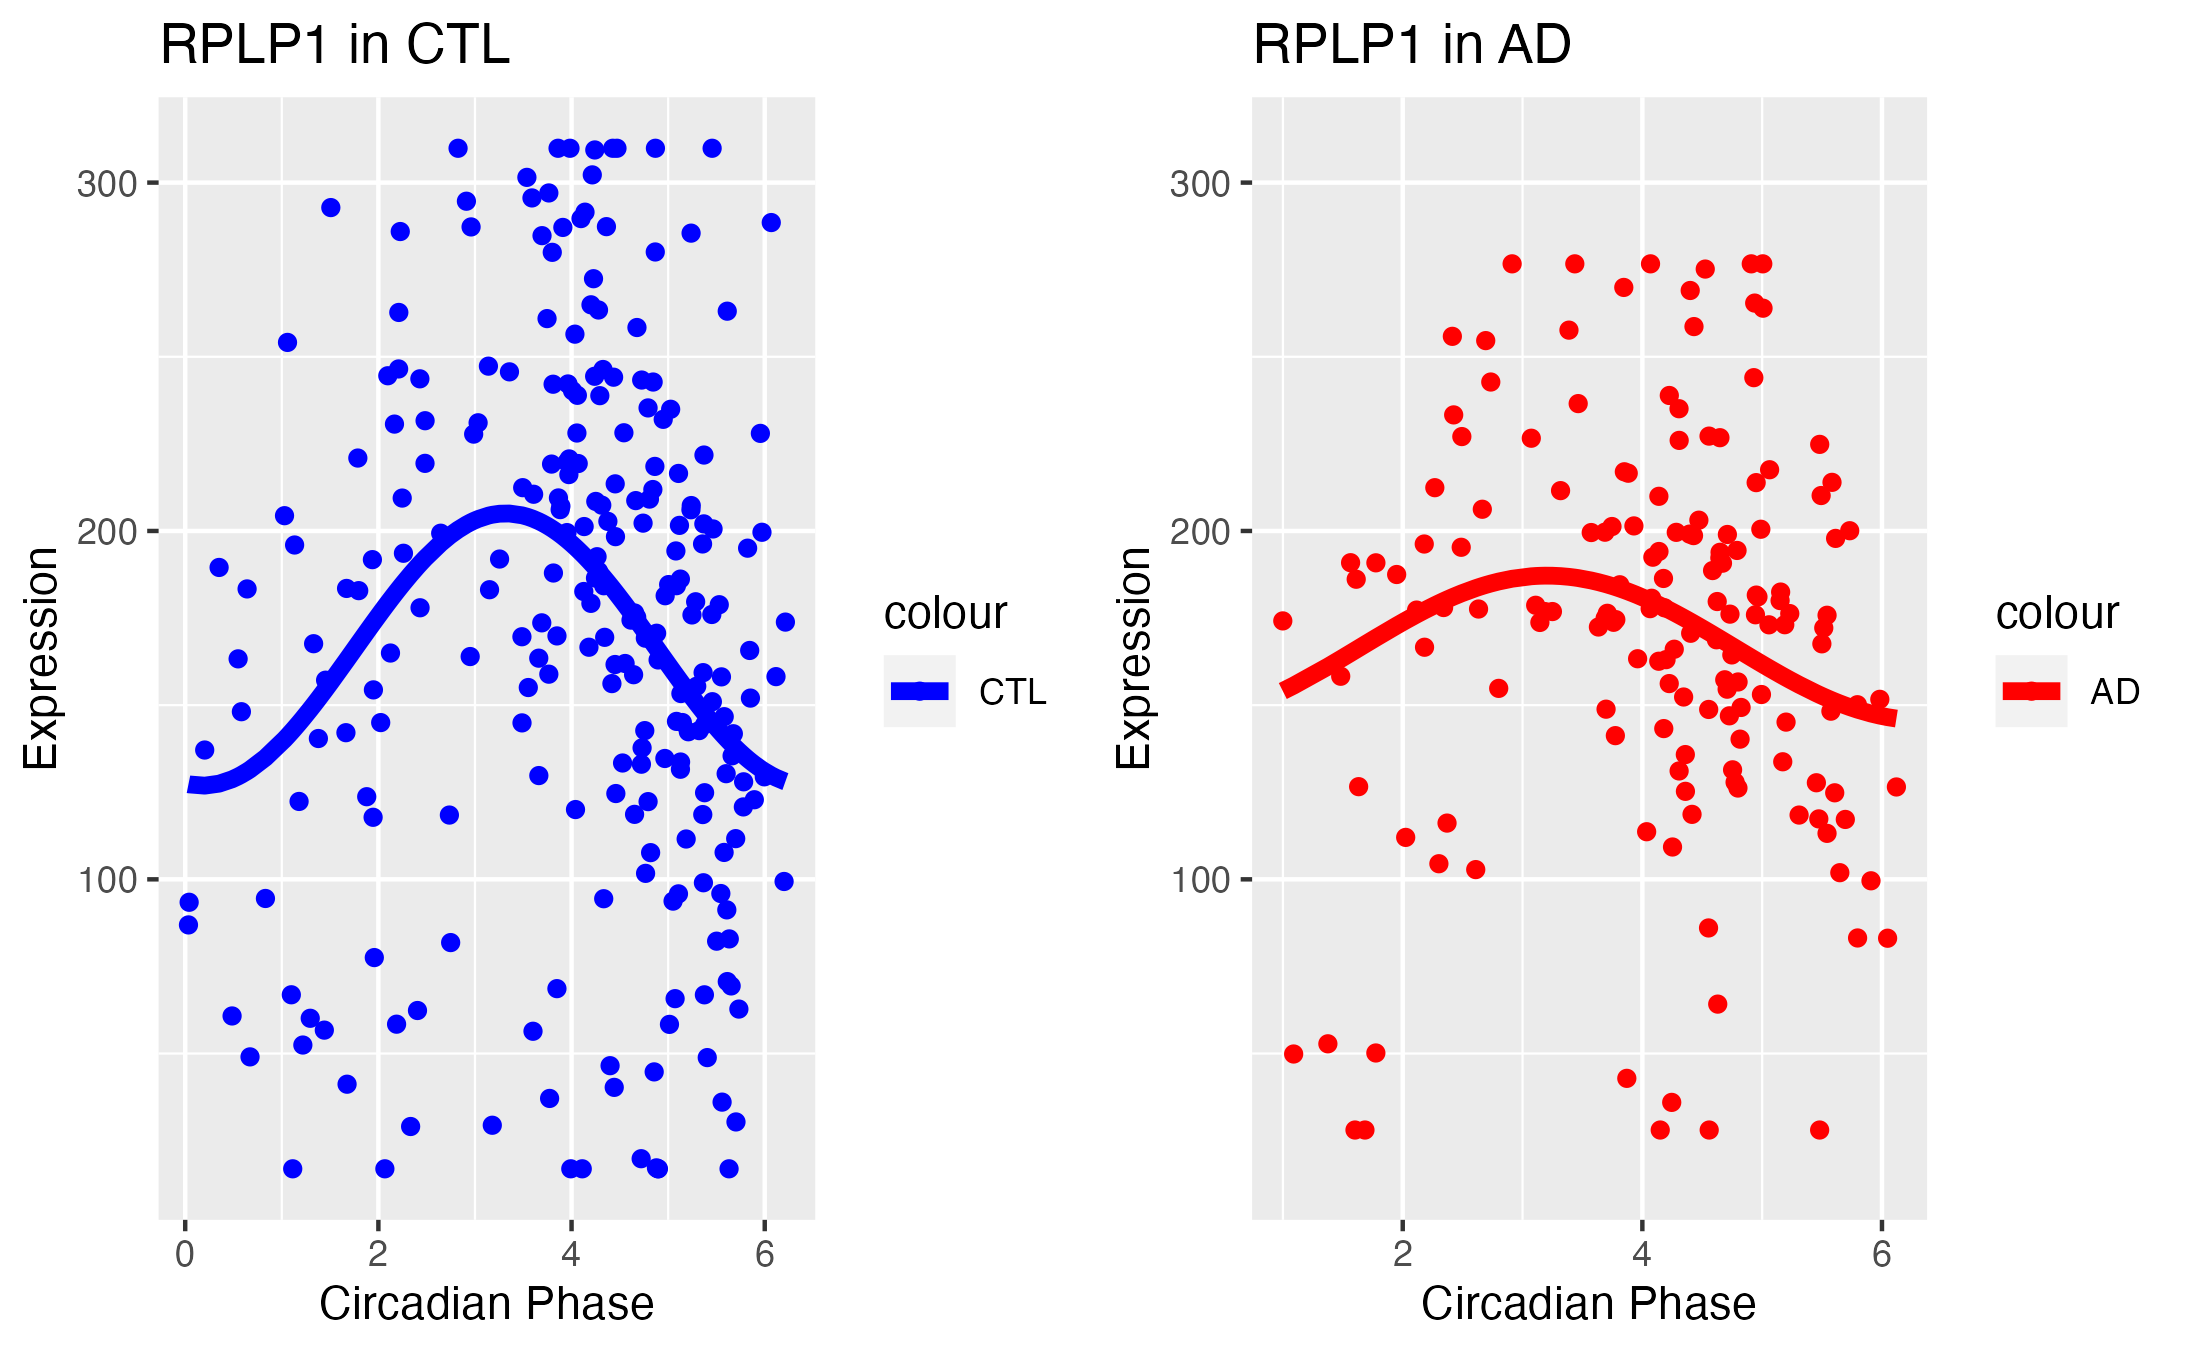 RPLP1 in CTL
Expression
300
200
100
0 2 4 6
Circadian Phase
colour
CTL
RPLP1 in AD
Expression
300
200
100
2 4 6
Circadian Phase
colour
AD